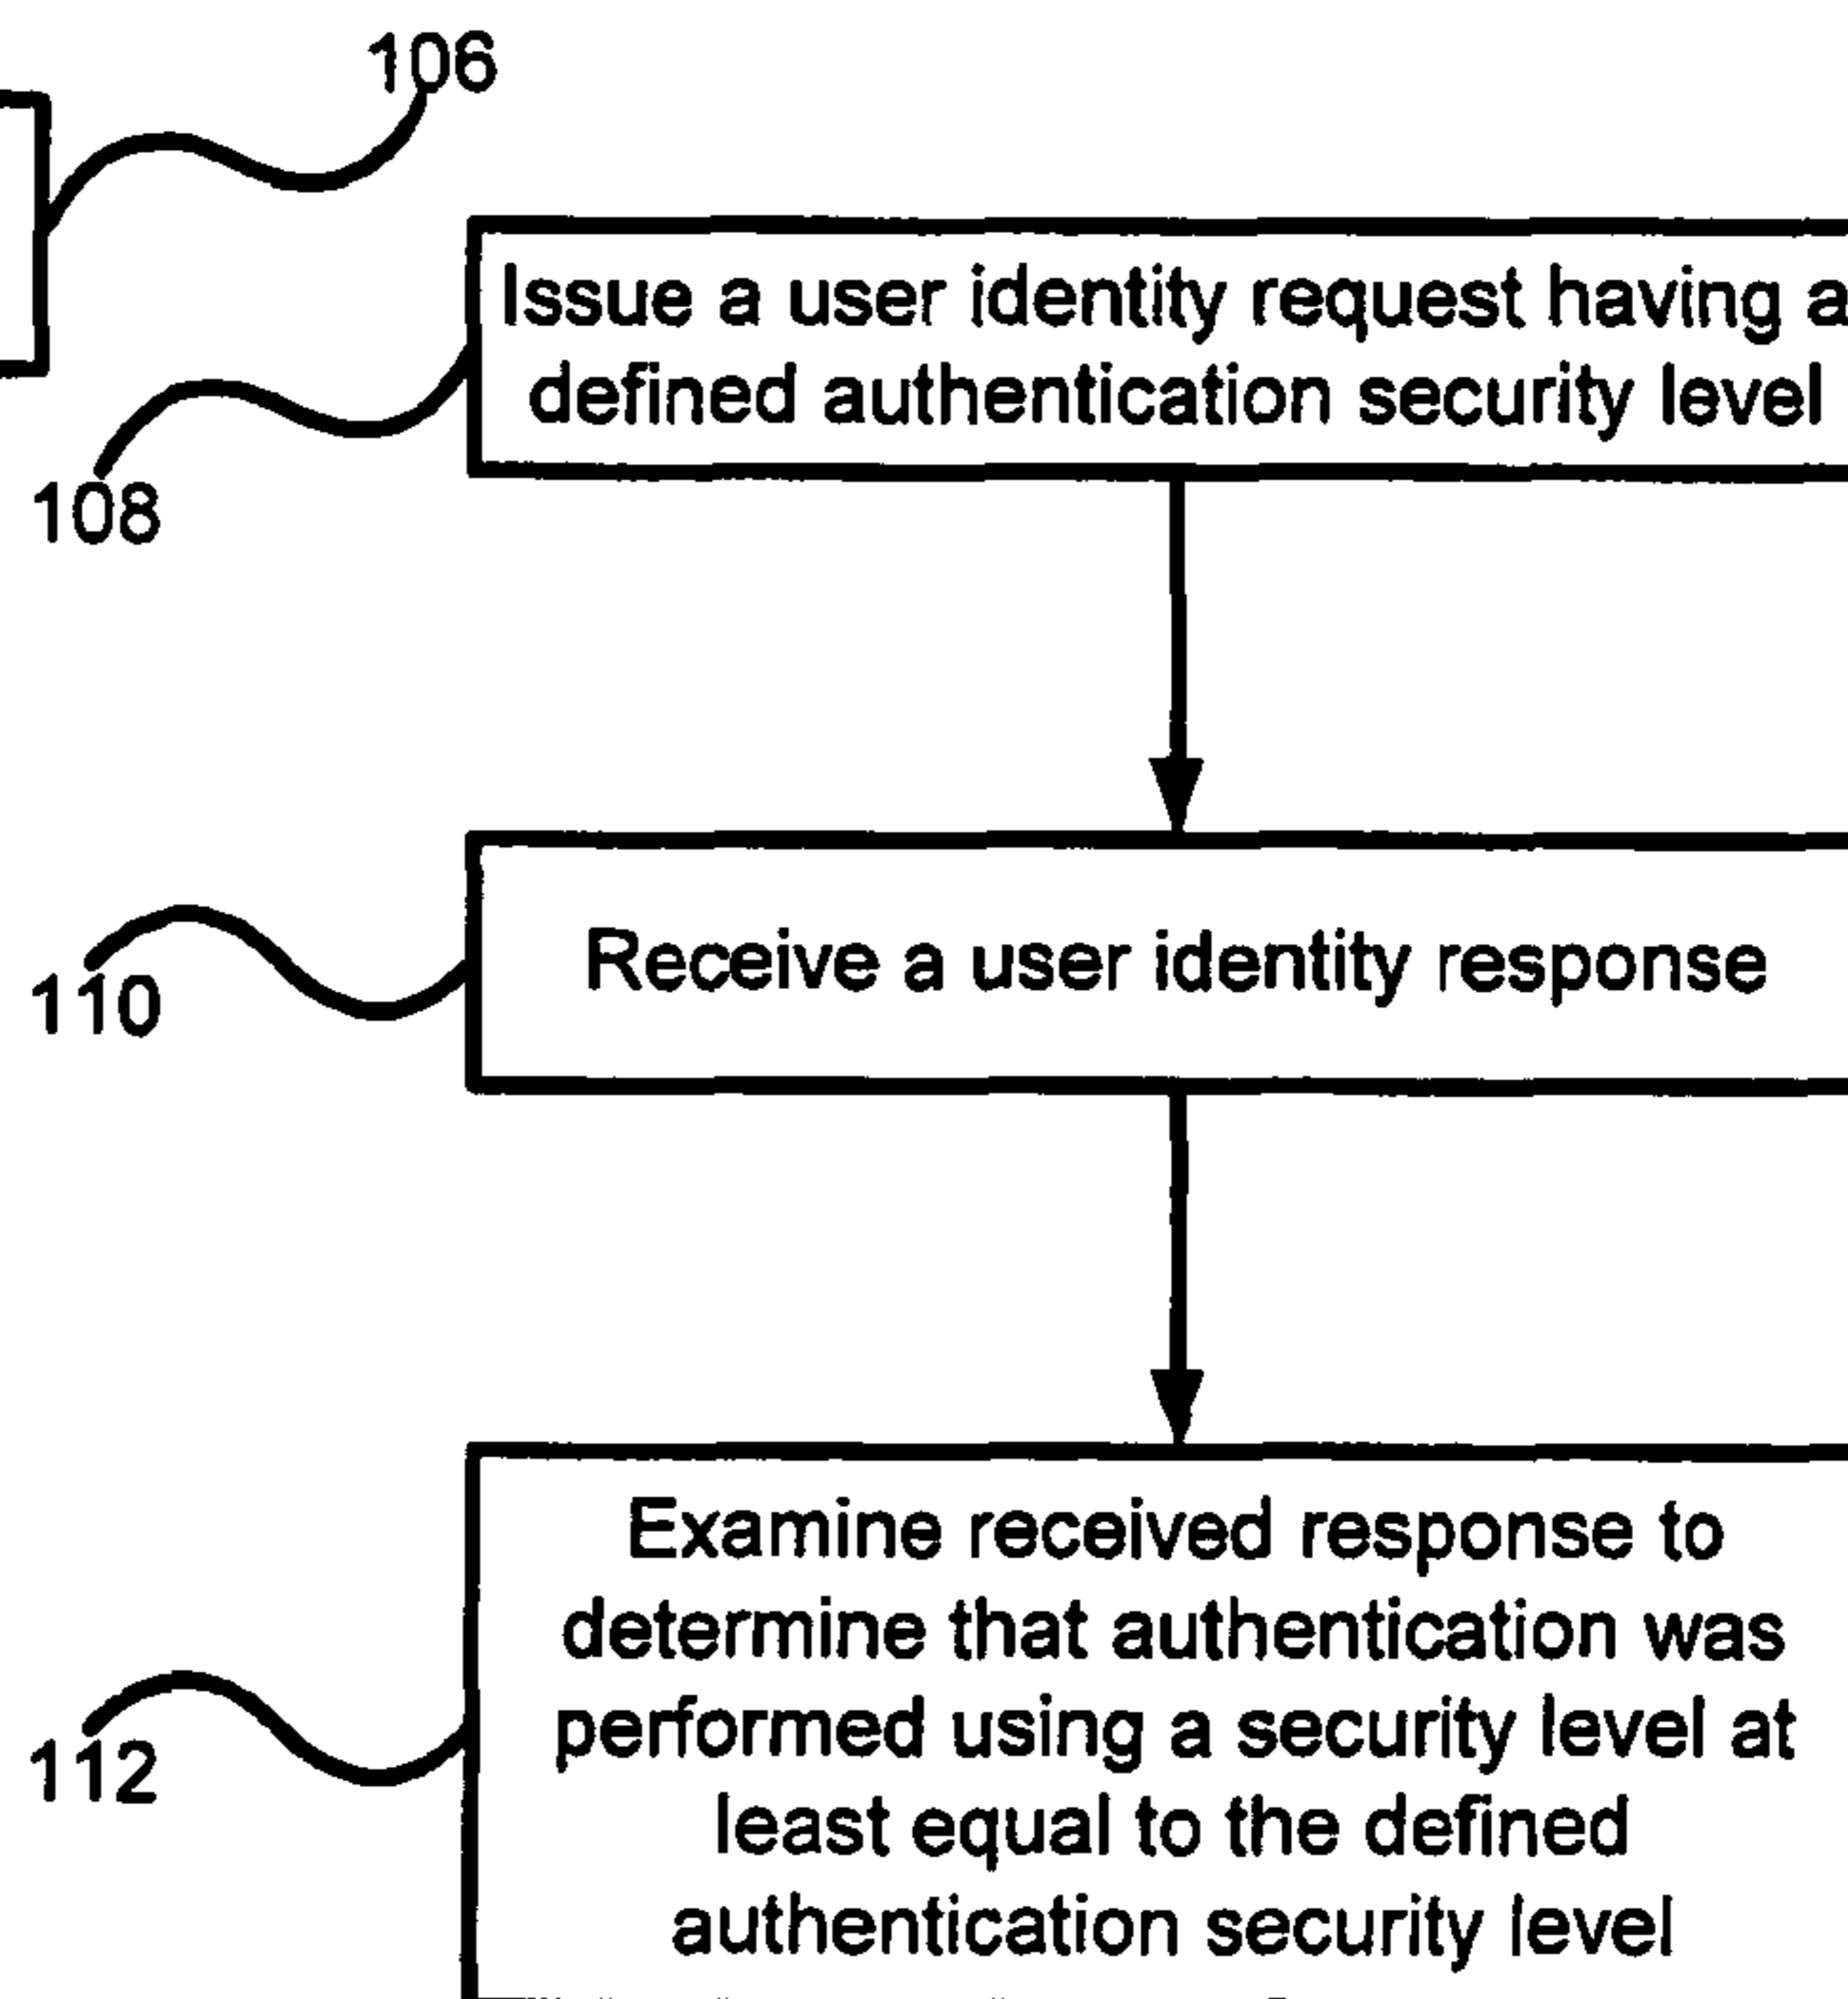 106
Issue a user identity request having a
defined authentication security level
108
Receive a user identity response
110
Examine received response to
determine that authentication was
performed using a security level at
least equal to the defined
authentication security level
112